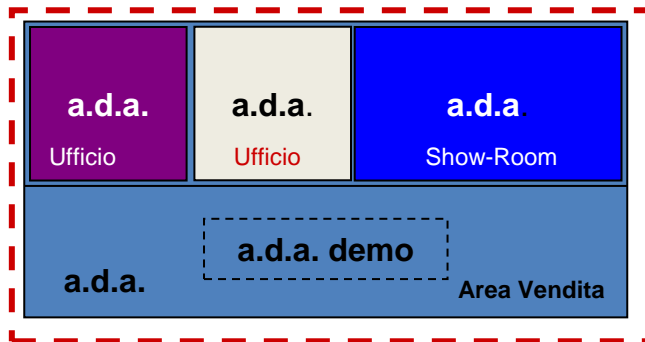 a.d.a.
Ufficio
a.d.a.
Ufficio
a.d.a.
Show-Room
a.d.a. demo
a.d.a.
Area Vendita